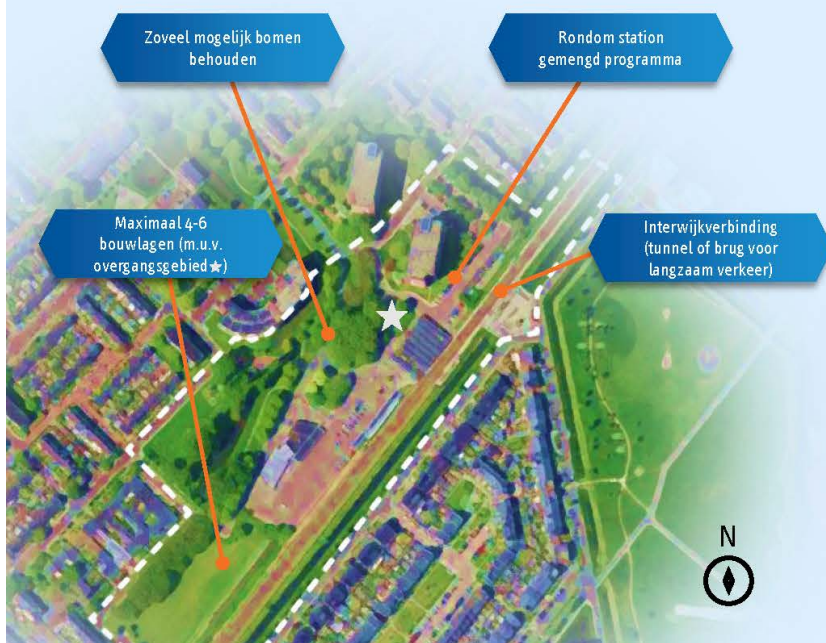 Zoveel mogelijk bomen
behouden
Rondom station
gemengd programma
Maximaal 4-6
bouwlagen (m.u.v.
overgangsgebied★)
Interwijkverbinding
(tunnel of brug voor
langzaam verkeer)
N